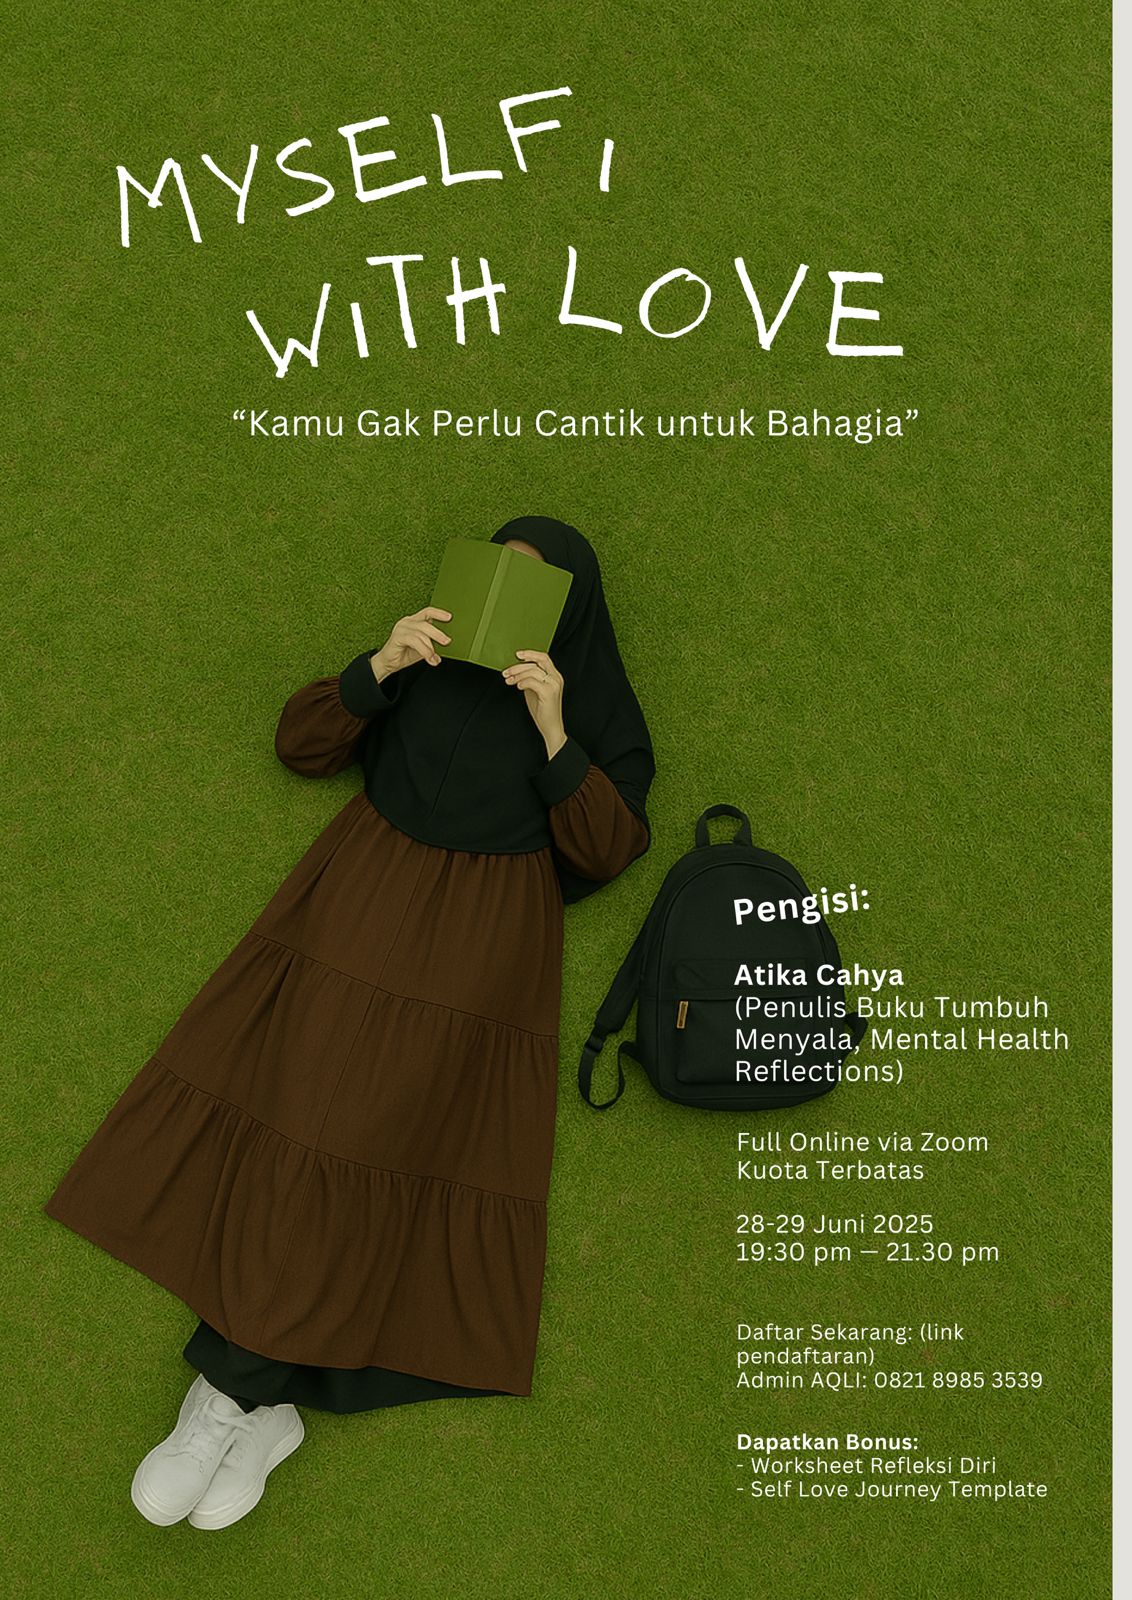 MYSELF,
WiTH LOVE
“Kamu Gak Perlu Cantik untuk Bahagia”
Pengisi:
Atika Cahya
(Penulis Buku Tumbuh
Menyala, Mental Health
Reflections)
Full Online via Zoom
Kuota Terbatas
28-29 Juni 2025
19:30 pm — 21.30 pm
Daftar Sekarang: (link
pendaftaran)
Admin AQLI: 0821 8985 3539
Dapatkan Bonus:
- Worksheet Refleksi Diri
- Self Love Journey Template